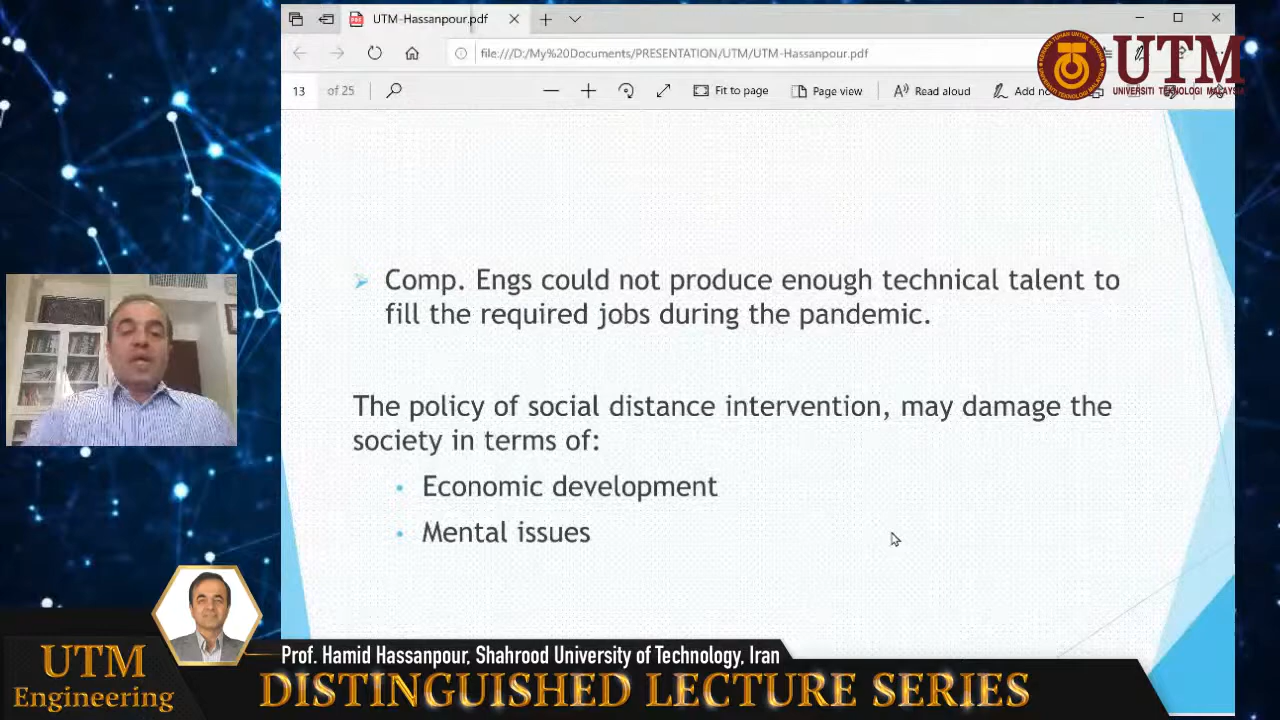 UTM-Hassanpour.pdf
file:///D:/My%20Documents/PRESENTATION/UTM/UTM-Hassanpour.pdf
UTM
UNIVERSITI TEKNOLOGI MALAYSIA
13 of 25
Fit to page
Page view
Read aloud
Comp. Engs could not produce enough technical talent to
fill the required jobs during the pandemic.
The policy of social distance intervention, may damage the
society in terms of:
• Economic development
• Mental issues
UTM
Engineering
Prof. Hamid Hassanpour, Shahrood University of Technology, Iran
DISTINGUISHED LECTURE SERIES